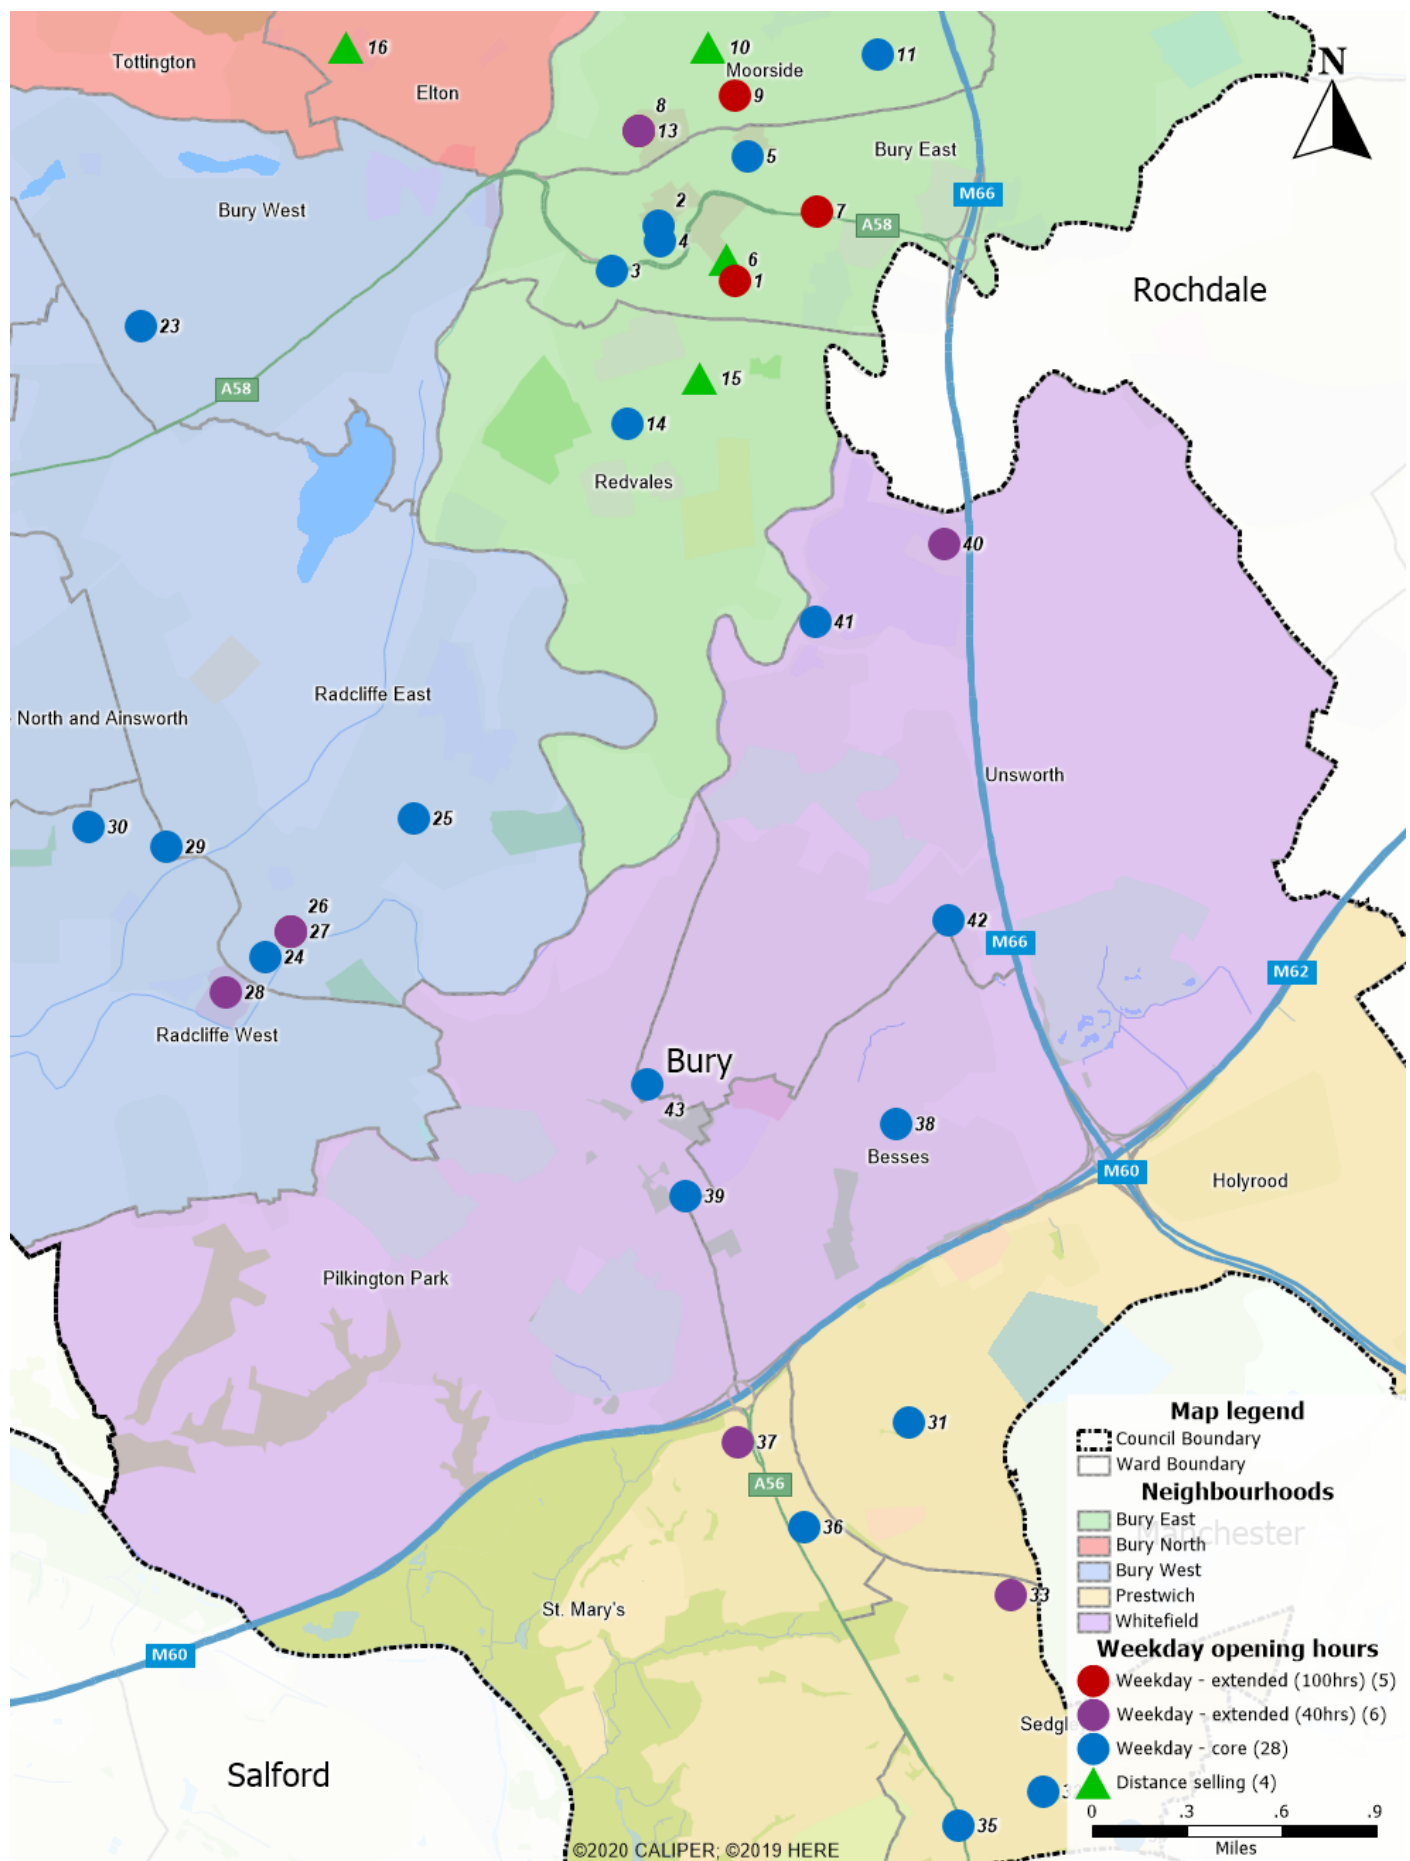 Tottington
16
Elton
10
Moorside
11
N
9
8
13
5
Bury East
M66
Bury West
2
7
A58
4
6
3
1
Rochdale
23
A58
15
14
Redvales
40
41
Radcliffe East
North and Ainsworth
Unsworth
25
30
29
26
27
42
24
M66
M62
28
Radcliffe West
Bury
43
38
Besses
M60
Holyrood
39
Pilkington Park
31
37
A56
36
33
St. Mary's
M60
Salford
35
Map legend
Council Boundary
Ward Boundary
Neighbourhoods
Bury East
Manchester
Bury North
Bury West
Prestwich
Whitefield
Weekday opening hours
Weekday - extended (100hrs) (5)
Weekday - extended (40hrs) (6)
Weekday - core (28)
Distance selling (4)
0 .3 .6 .9
Miles
©2020 CALIPER; ©2019 HERE